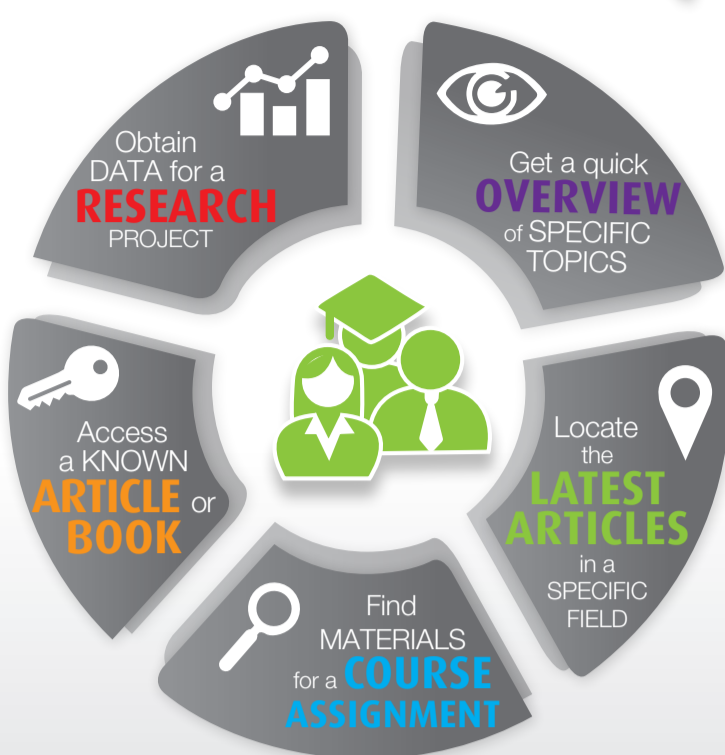 Obtain
DATA for a
RESEARCH
PROJECT
Get a quick
OVERVIEW
of SPECIFIC
TOPICS
Access
a KNOWN
ARTICLE or
BOOK
Locate
the
LATEST
ARTICLES
in a
SPECIFIC
FIELD
Find
MATERIALS
for a COURSE
ASSIGNMENT